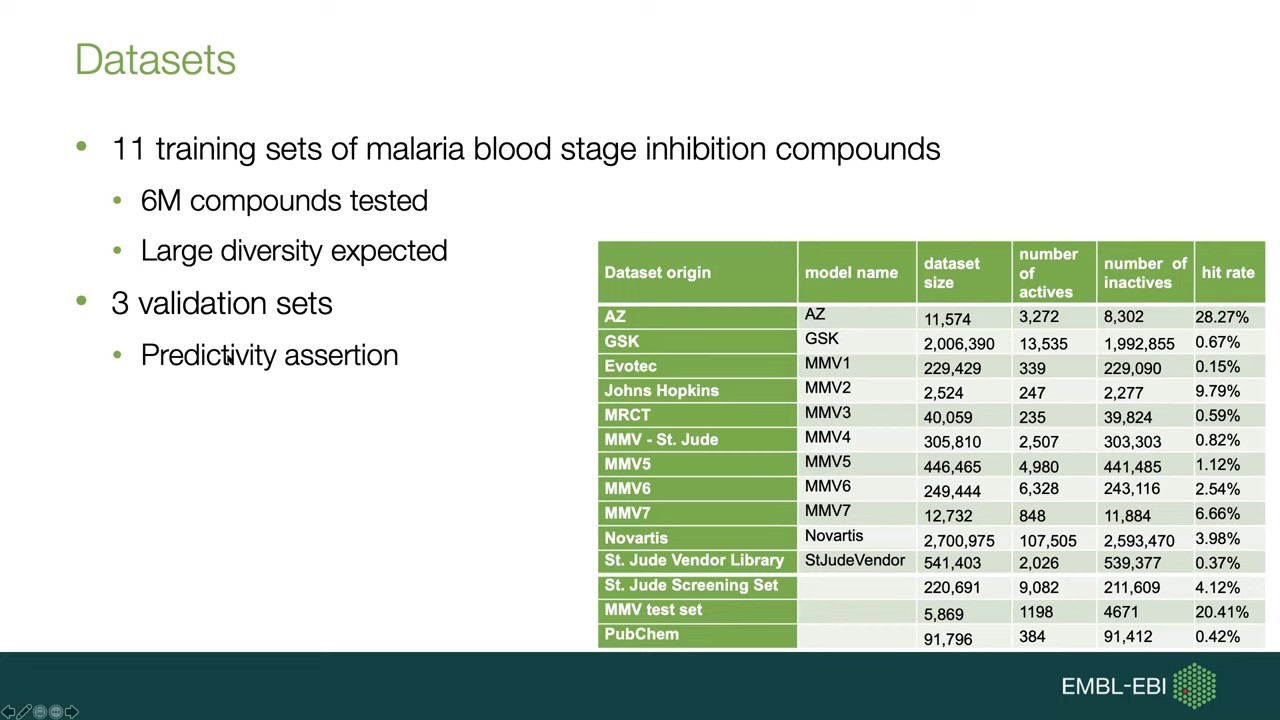 Datasets
• 11 training sets of malaria blood stage inhibition compounds
• 6M compounds tested
• Large diversity expected
• 3 validation sets
• Predictivity assertion
Dataset origin model name dataset size number of actives number of inactives hit rate
AZ AZ 11,574 3,272 8,302 28.27%
GSK GSK 2,006,390 13,535 1,992,855 0.67%
Evotec MMV1 229,429 339 229,090 0.15%
Johns Hopkins MMV2 2,524 247 2,277 9.79%
MRCT MMV3 40,059 235 39,824 0.59%
MMV - St. Jude MMV4 305,810 2,507 303,303 0.82%
MMV5 MMV5 446,465 4,980 441,485 1.12%
MMV6 MMV6 249,444 6,328 243,116 2.54%
MMV7 MMV7 12,732 848 11,884 6.66%
Novartis Novartis 2,700,975 107,505 2,593,470 3.98%
St. Jude Vendor Library StJudeVendor 541,403 2,026 539,377 0.37%
St. Jude Screening Set 220,691 9,082 211,609 4.12%
MMV test set 5,869 1198 4671 20.41%
PubChem 91,796 384 91,412 0.42%
EMBL-EBI